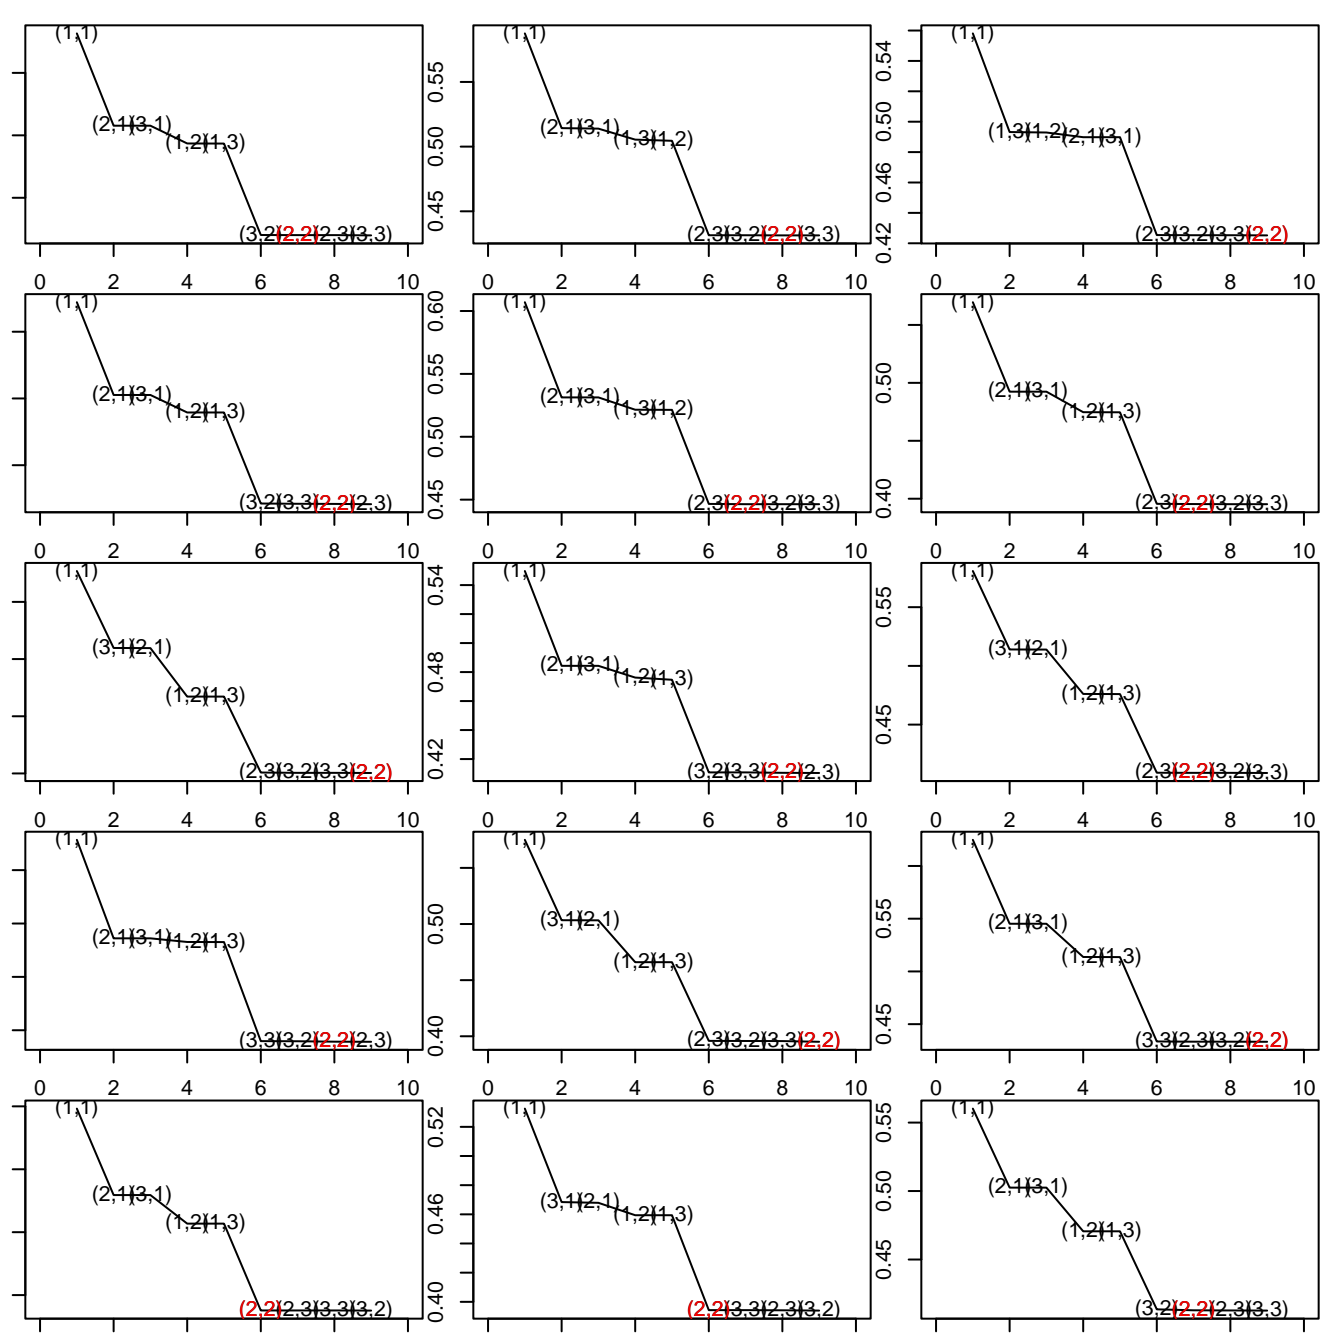 (1,1) (1,1) (1,1)
0.55 0.54
(2,1) (3,1) (2,1) (3,1) (1,3) (1,2)
(1,2) (1,3) 0.50 (1,3) (1,2) 0.50 (2,1) (3,1)
0.45 0.46
(3,2) (2,2) (2,3) (3,3) (2,3) (3,2) (2,2) (3,3) 0.42 (2,3) (3,2) (3,3) (2,2)
0 2 4 6 8 10 0 2 4 6 8 10 0 2 4 6 8 10
(1,1) 0.60 (1,1) (1,1)
0.55 0.50
(2,1) (3,1) (2,1) (3,1) (2,1) (3,1)
(1,2) (1,3) 0.50 (1,3) (1,2) (1,2) (1,3)
(3,2) (3,3) (2,2) (2,3) 0.45 (2,3) (2,2) (3,2) (3,3) 0.40 (2,3) (2,2) (3,2) (3,3)
0 2 4 6 8 10 0 2 4 6 8 10 0 2 4 6 8 10
(1,1) 0.54 (1,1) 0.55 (1,1)
(3,1) (2,1) (2,1) (3,1) (3,1) (2,1)
(1,2) (1,3) 0.48 (1,2) (1,3) (1,2) (1,3)
0.42 0.45
(2,3) (3,2) (3,3) (2,2) (3,2) (3,3) (2,2) (2,3) (2,3) (2,2) (3,2) (3,3)
0 2 4 6 8 10 0 2 4 6 8 10 0 2 4 6 8 10
(1,1) (1,1) (1,1)
(2,1) (3,1) (1,2) (1,3) 0.50 (3,1) (2,1) 0.55 (2,1) (3,1)
(1,2) (1,3) (1,2) (1,3)
(3,3) (3,2) (2,2) (2,3) 0.40 (2,3) (3,2) (3,3) (2,2) 0.45 (3,3) (2,3) (3,2) (2,2)
0 2 4 6 8 10 0 2 4 6 8 10 0 2 4 6 8 10
(1,1) 0.52 (1,1) 0.55 (1,1)
(2,1) (3,1) (3,1) (2,1) 0.50 (2,1) (3,1)
(1,2) (1,3) 0.46 (1,2) (1,3) 0.45 (1,2) (1,3)
(2,2) (2,3) (3,3) (3,2) 0.40 (2,2) (3,3) (2,3) (3,2) (3,2) (2,2) (2,3) (3,3)